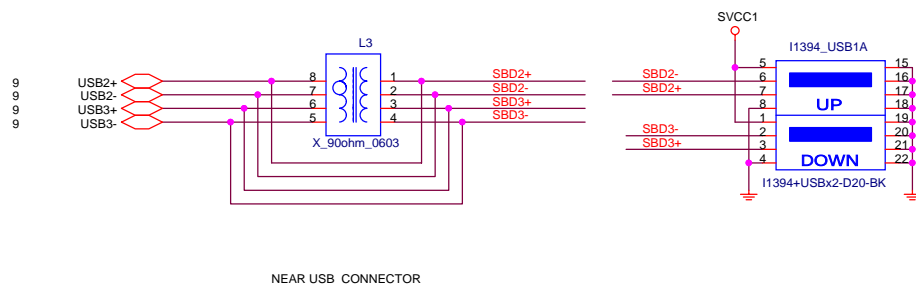 SVCC1
L3
I1394_USB1A
9 USB2+ 8 1 SBD2+
9 USB2- 7 2 SBD2-
9 USB3+ 6 3 SBD3+
9 USB3- 5 4 SBD3-
X_90ohm_0603
5 15
SBD2- 6 16
SBD2+ 7 17
8 UP 18
1 19
SBD3- 2 20
SBD3+ 3 21
4 DOWN 22
I1394+USBx2-D20-BK
NEAR USB CONNECTOR